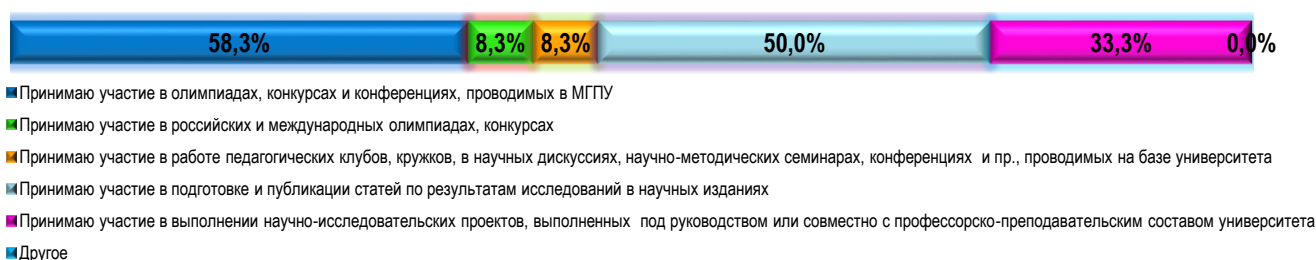 58,3% 8,3% 8,3% 50,0% 33,3% 0,0%
Принимаю участие в олимпиадах, конкурсах и конференциях, проводимых в МГПУ
Принимаю участие в российских и международных олимпиадах, конкурсах
Принимаю участие в работе педагогических клубов, кружков, в научных дискуссиях, научно-методических семинарах, конференциях и пр., проводимых на базе университета
Принимаю участие в подготовке и публикации статей по результатам исследований в научных изданиях
Принимаю участие в выполнении научно-исследовательских проектов, выполненных под руководством или совместно с профессорско-преподавательским составом университета
Другое